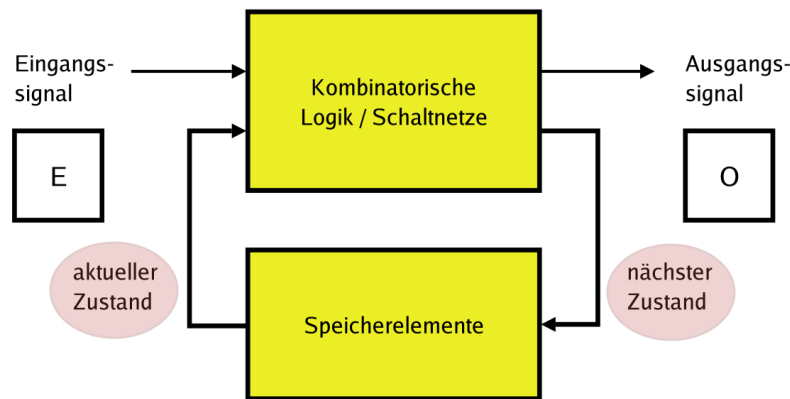 Eingangs-
signal
Kombinatorische
Logik / Schaltnetze
Ausgangs-
signal
E
O
aktueller
Zustand
nächster
Zustand
Speicherelemente